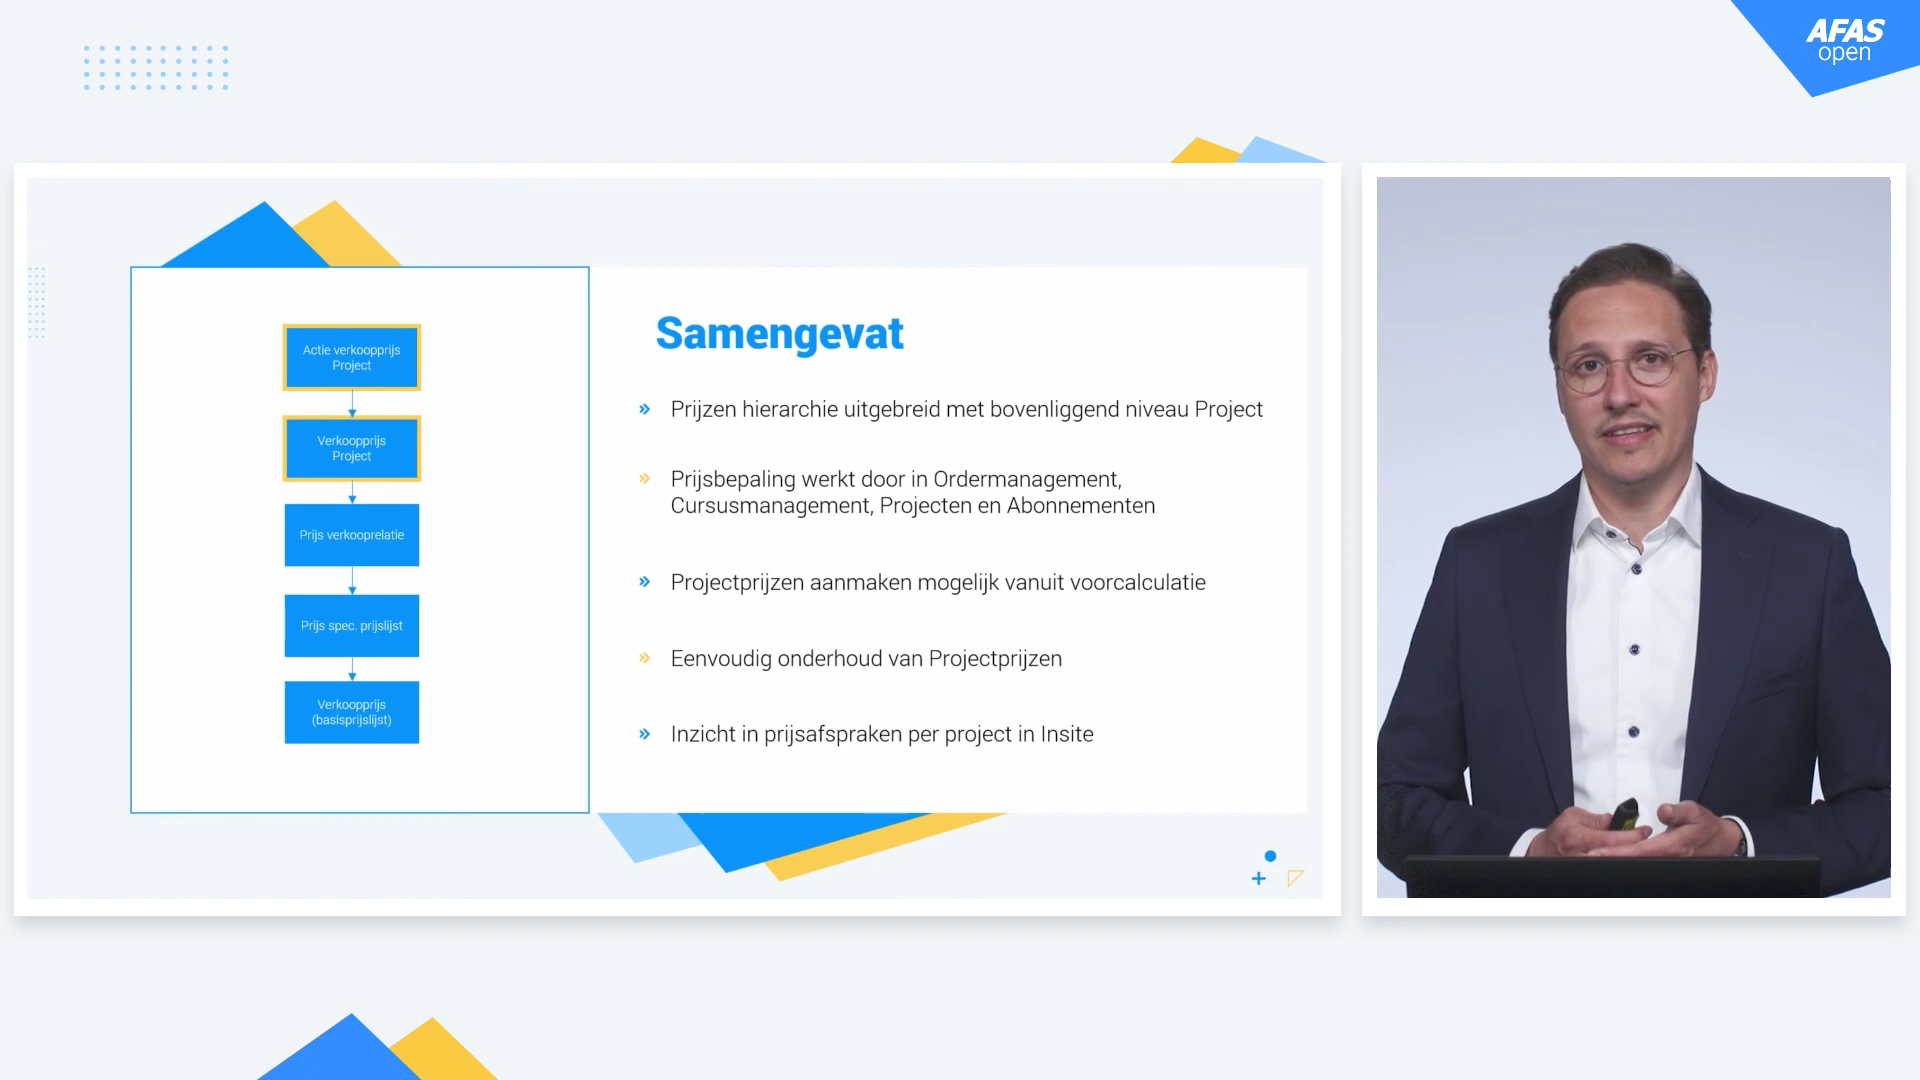 AFAS
open
Actie verkoopprijs
Project
Verkoopprijs
Project
Prijs verkooprelatie
Prijs spec. prijslijst
Verkoopprijs
(basisprijslijst)
Samengevat
Prijzen hierarchie uitgebreid met bovenliggend niveau Project
Prijsbepaling werkt door in Ordermanagement,
Cursusmanagement, Projecten en Abonnementen
Projectprijzen aanmaken mogelijk vanuit voorcalculatie
Eenvoudig onderhoud van Projectprijzen
Inzicht in prijsafspraken per project in Insite